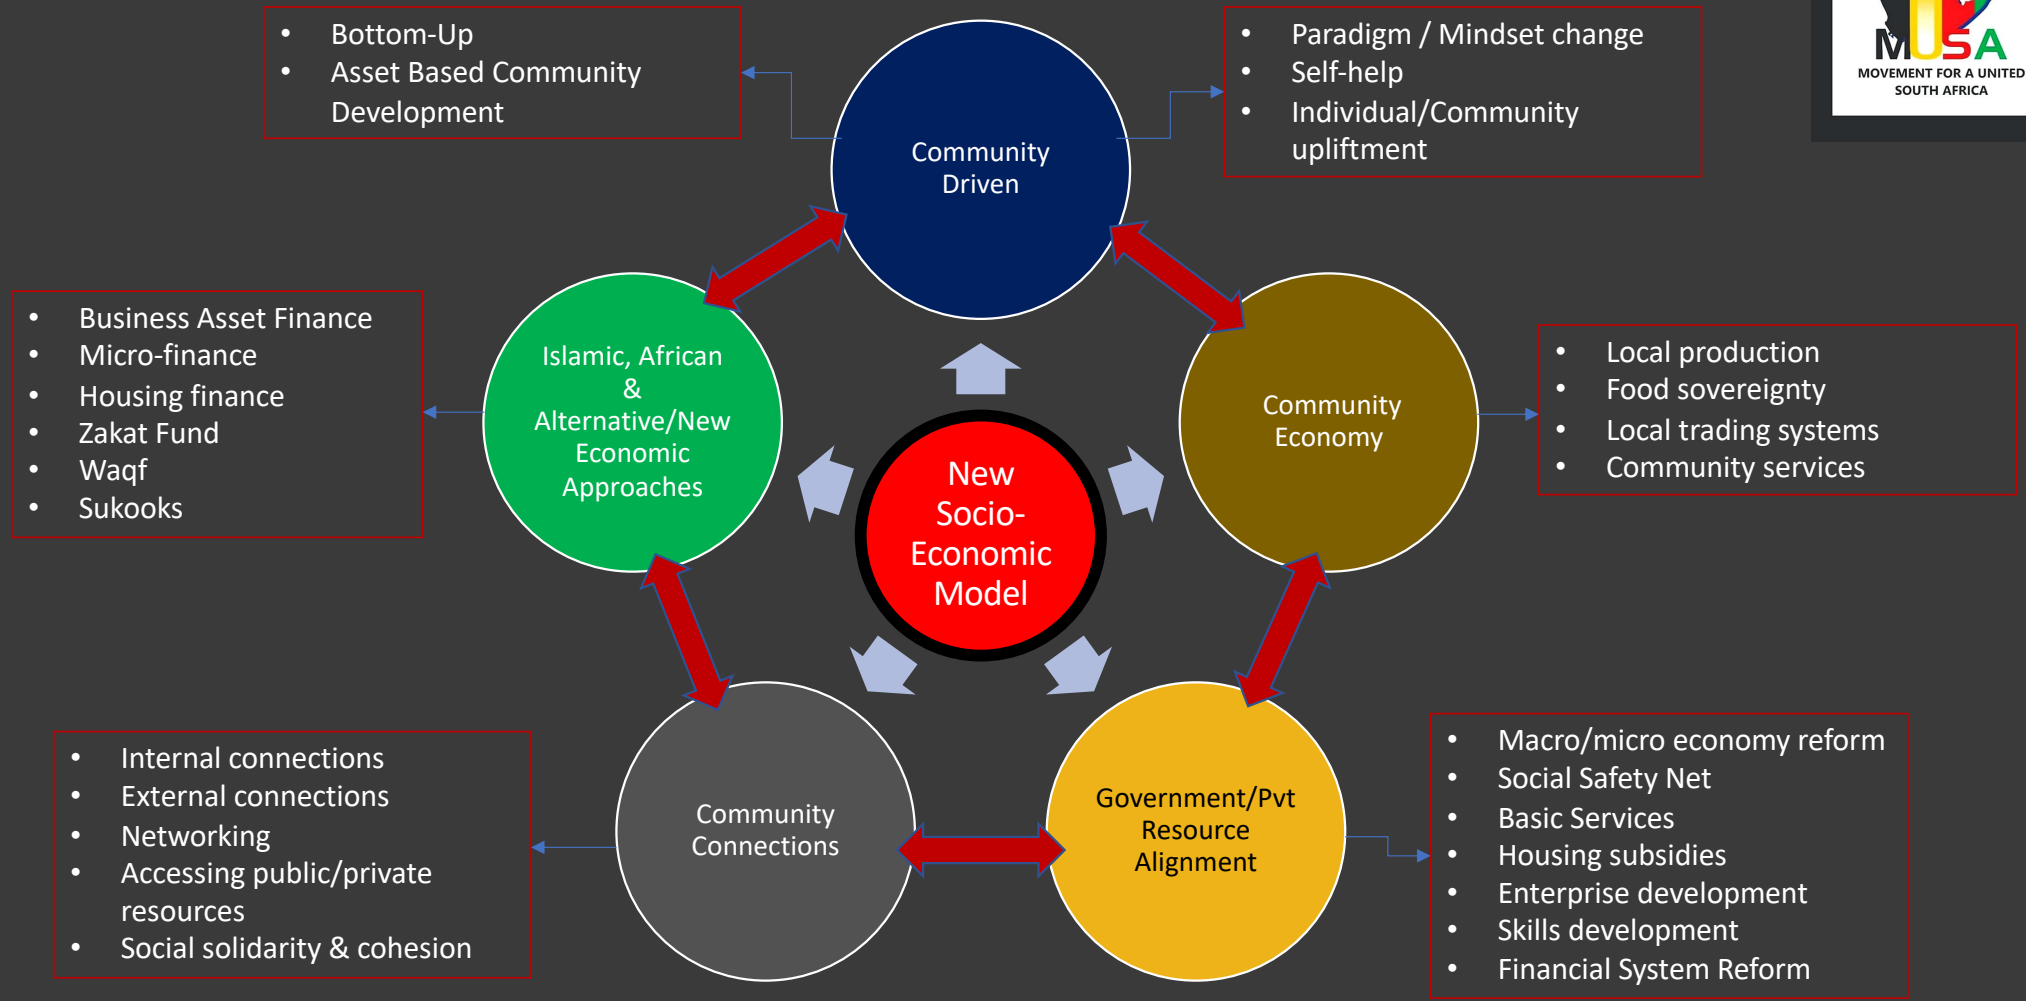 • Bottom-Up
• Asset Based Community
Development
• Paradigm / Mindset change
• Self-help
• Individual/Community
upliftment
MUSA
MOVEMENT FOR A UNITED
SOUTH AFRICA
Community
Driven
• Business Asset Finance
• Micro-finance
• Housing finance
• Zakat Fund
• Waqf
• Sukooks
Islamic, African
&
Alternative/New
Economic
Approaches
New
Socio-
Economic
Model
Community
Economy
• Local production
• Food sovereignty
• Local trading systems
• Community services
• Internal connections
• External connections
• Networking
• Accessing public/private
resources
• Social solidarity & cohesion
Community
Connections
Government/Pvt
Resource
Alignment
• Macro/micro economy reform
• Social Safety Net
• Basic Services
• Housing subsidies
• Enterprise development
• Skills development
• Financial System Reform